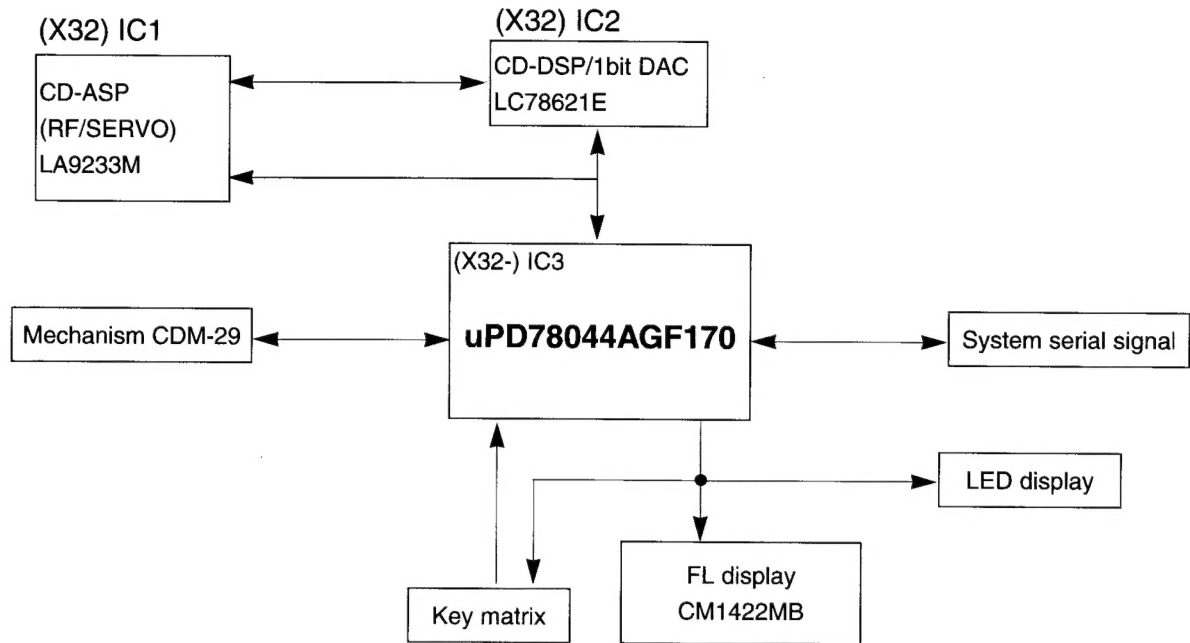 (X32) IC1
CD-ASP
(RF/SERVO)
LA9233M
(X32) IC2
CD-DSP/1bit DAC
LC78621E
(X32-) IC3
uPD78044AGF170
Mechanism CDM-29
System serial signal
LED display
FL display
CM1422MB
Key matrix